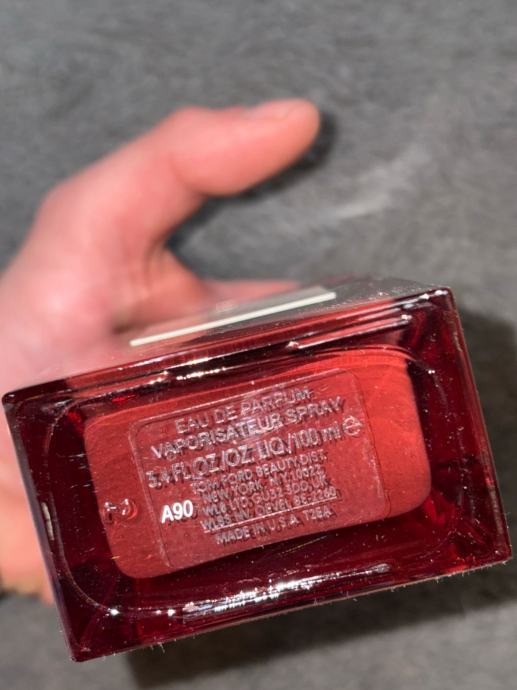 EAU DE PARFUM
VAPORISATEUR SPRAY
3.4 FL.OZ/OZ LIQ/100 ml e
TOM FORD BEAUTY DIST.
NEW YORK, NY 10022
A90
MADE IN U.S.A T2EA